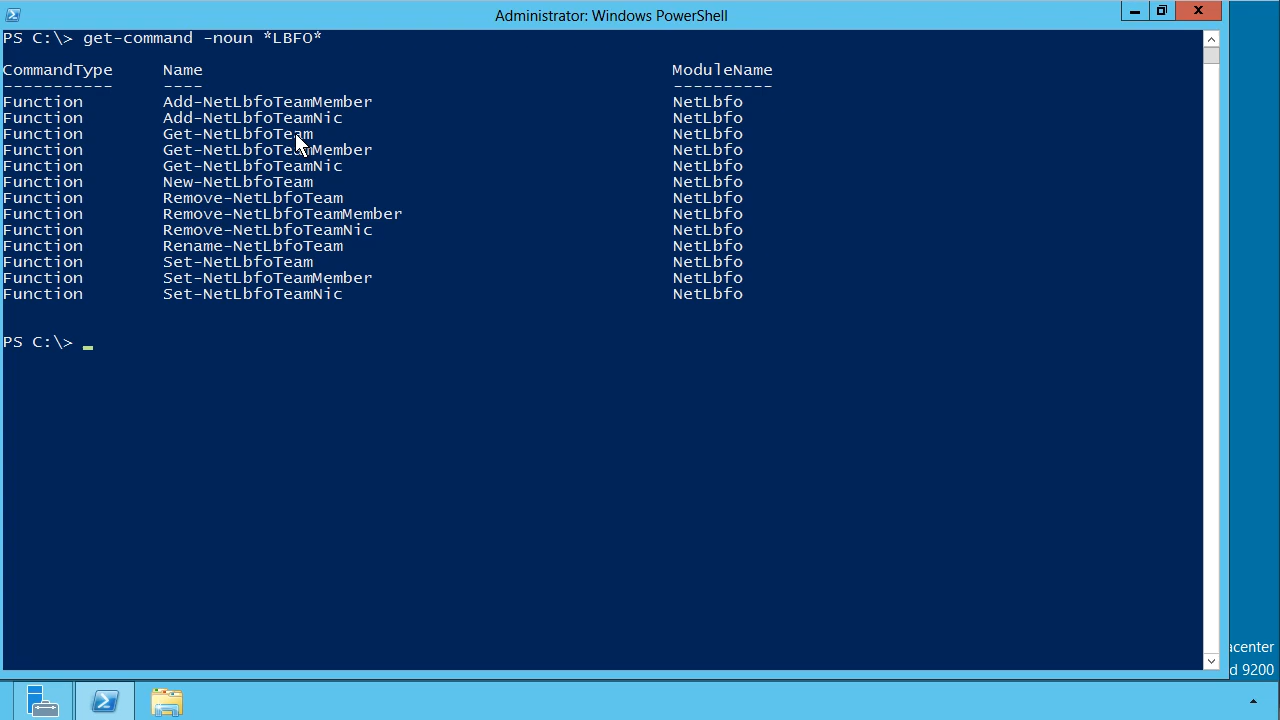 Administrator: Windows PowerShell
PS C:\> get-command -noun *LBFO*
CommandType Name ModuleName
----------- ---- ----------
Function Add-NetLbfoTeamMember NetLbfo
Function Add-NetLbfoTeamNic NetLbfo
Function Get-NetLbfoTeam NetLbfo
Function Get-NetLbfoTeamMember NetLbfo
Function Get-NetLbfoTeamNic NetLbfo
Function New-NetLbfoTeam NetLbfo
Function Remove-NetLbfoTeam NetLbfo
Function Remove-NetLbfoTeamMember NetLbfo
Function Remove-NetLbfoTeamNic NetLbfo
Function Rename-NetLbfoTeam NetLbfo
Function Set-NetLbfoTeam NetLbfo
Function Set-NetLbfoTeamMember NetLbfo
Function Set-NetLbfoTeamNic NetLbfo
PS C:\>
acenter
d 9200